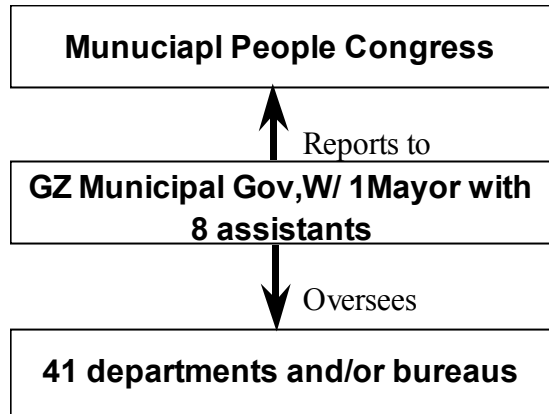 Munuciapl People Congress
Reports to
GZ Municipal Gov,W/ 1Mayor with
8 assistants
Oversees
41 departments and/or bureaus